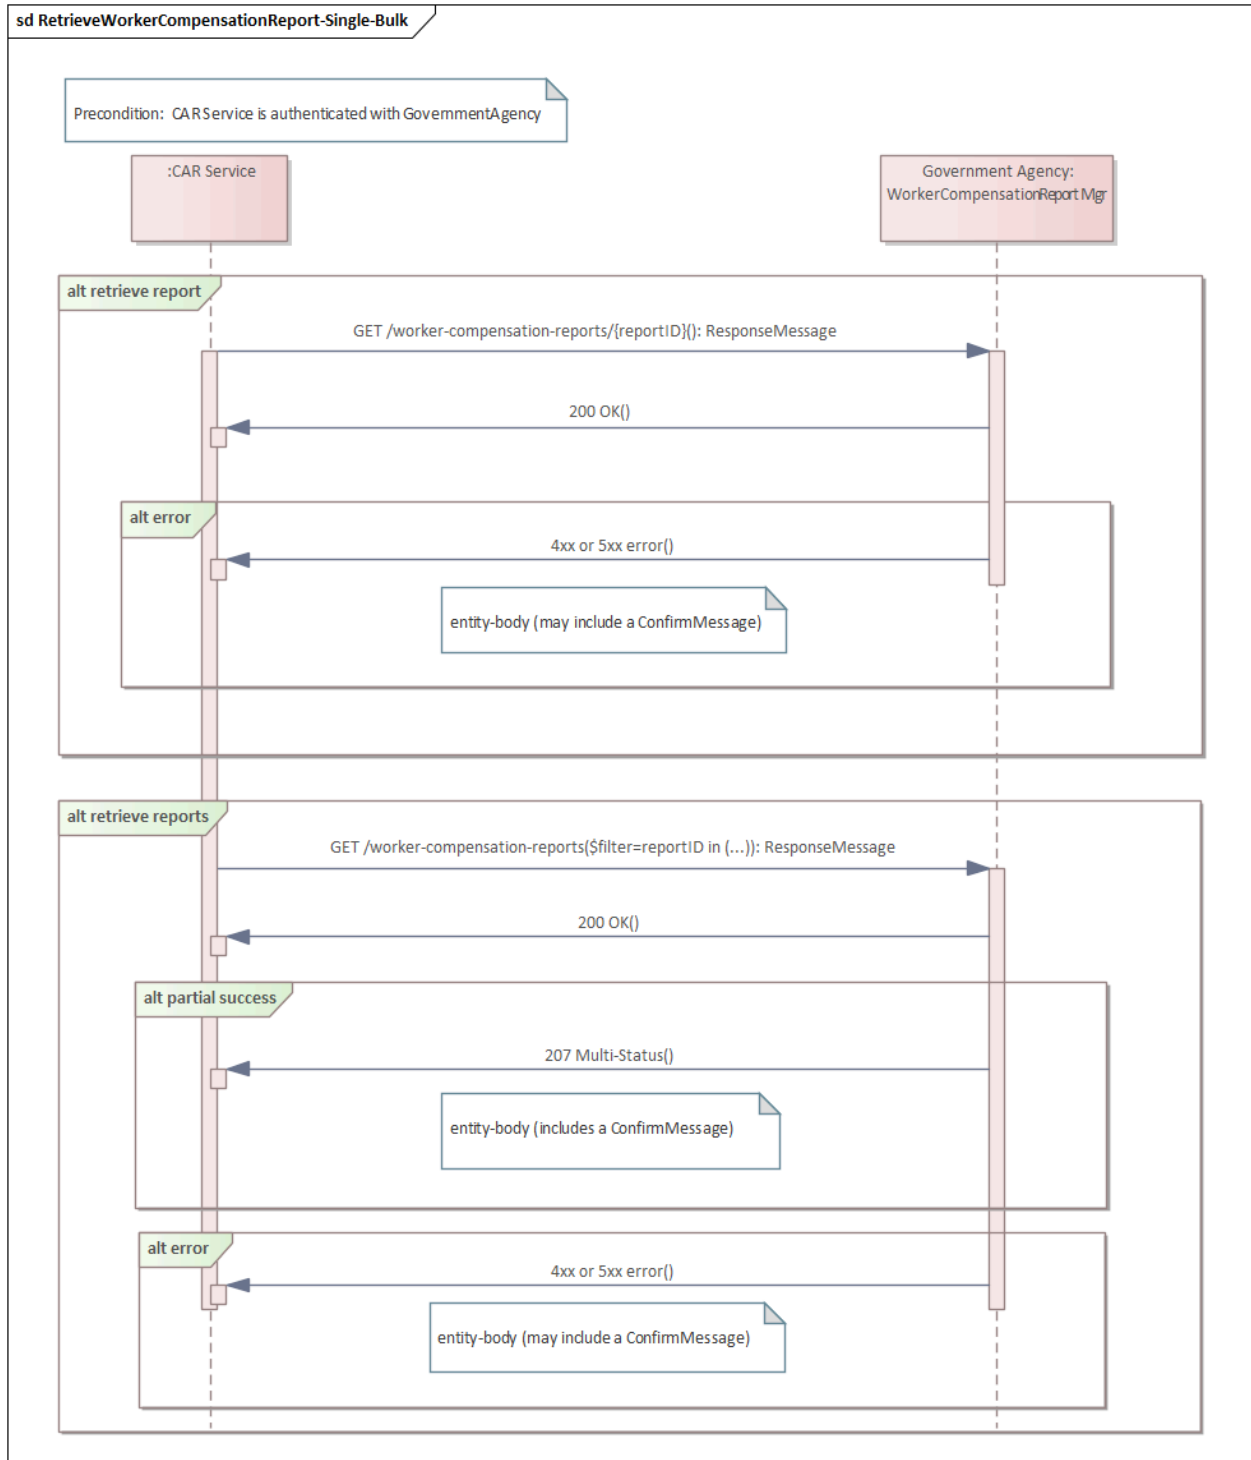 sd RetrieveWorkerCompensationReport-Single-Bulk
Precondition: CAR Service is authenticated with GovernmentAgency
:CAR Service
Government Agency:
WorkerCompensationReportMgr
alt retrieve report
GET /worker-compensation-reports/{reportID}(): ResponseMessage
200 OK()
alt error
4xx or 5xx error()
entity-body (may include a ConfirmMessage)
alt retrieve reports
GET /worker-compensation-reports($filter=reportID in (...)): ResponseMessage
200 OK()
alt partial success
207 Multi-Status()
entity-body (includes a ConfirmMessage)
alt error
4xx or 5xx error()
entity-body (may include a ConfirmMessage)